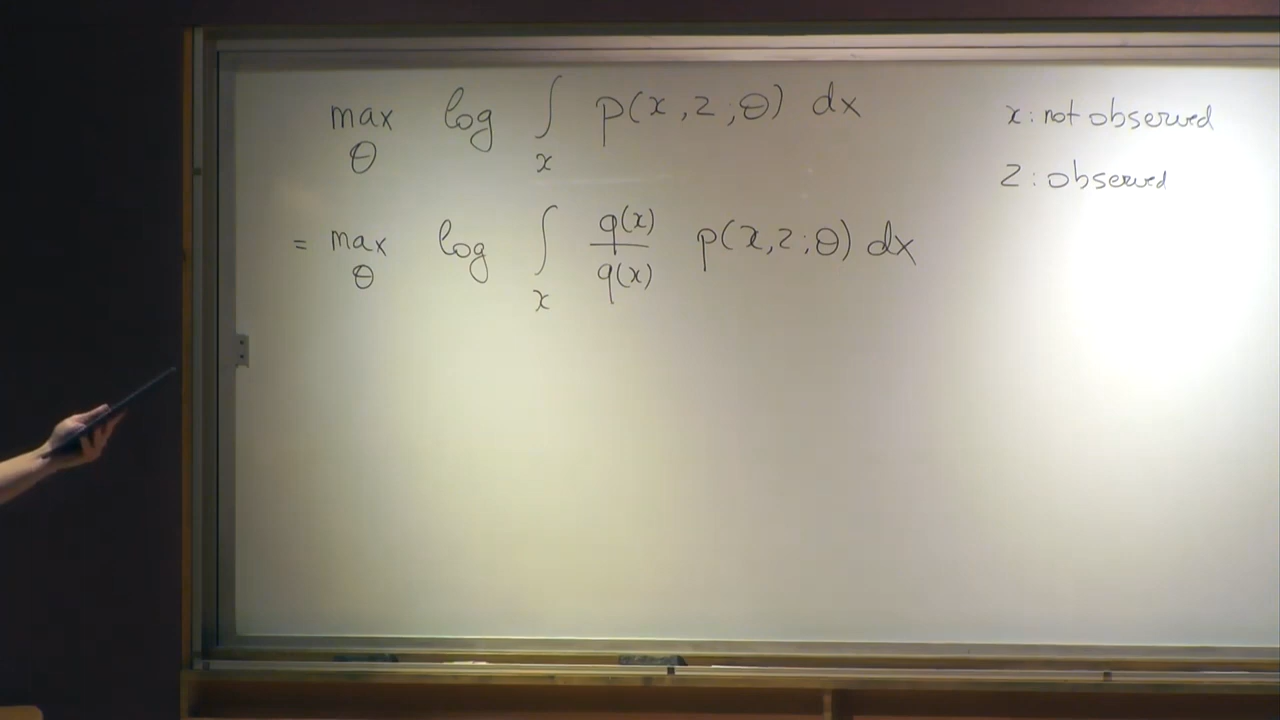 max log ∫ p(x, z; θ) dx
θ x
x: not observed
z: observed
= max log ∫ q(x)/q(x) p(x, z; θ) dx
θ x